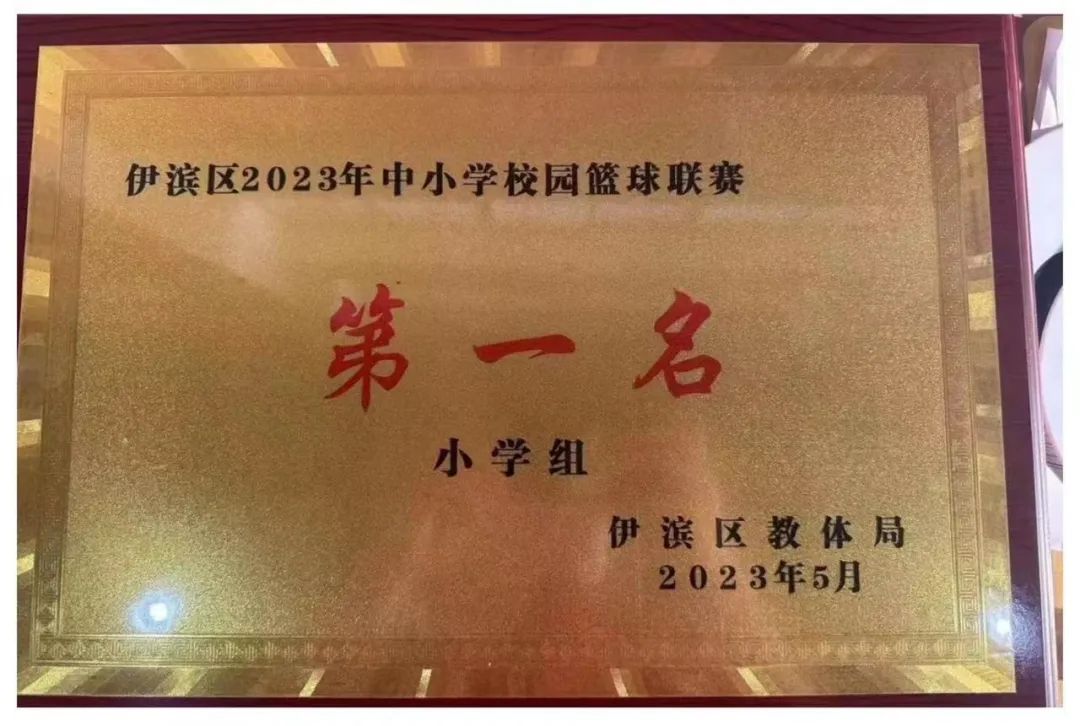 伊滨区2023年中小学校园篮球联赛
第一名
小学组
伊滨区教体局
2023年5月